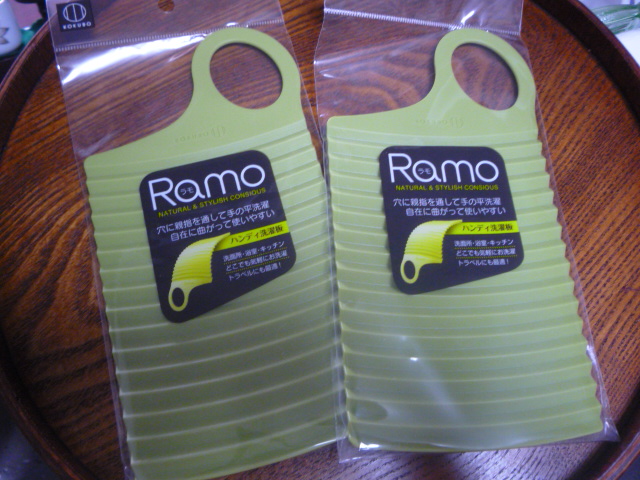 KOKUBO
Ramo
ラモ
NATURAL & STYLISH CONSIOUS
穴に親指を通して手の平洗濯
自在に曲がって使いやすい
ハンディ洗濯板
洗面所・浴室・キッチン
どこでも気軽にお洗濯
トラベルにも最適!
Ramo
ラモ
NATURAL & STYLISH CONSIOUS
穴に親指を通して手の平洗濯
自在に曲がって使いやすい
ハンディ洗濯板
洗面所・浴室・キッチン
どこでも気軽にお洗濯
トラベルにも最適!